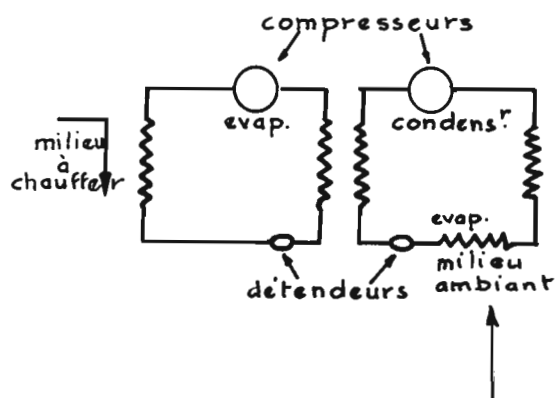 compresseurs
evap.
condensr.
milieu
à
chauffer
evap.
milieu
ambiant
détendeurs